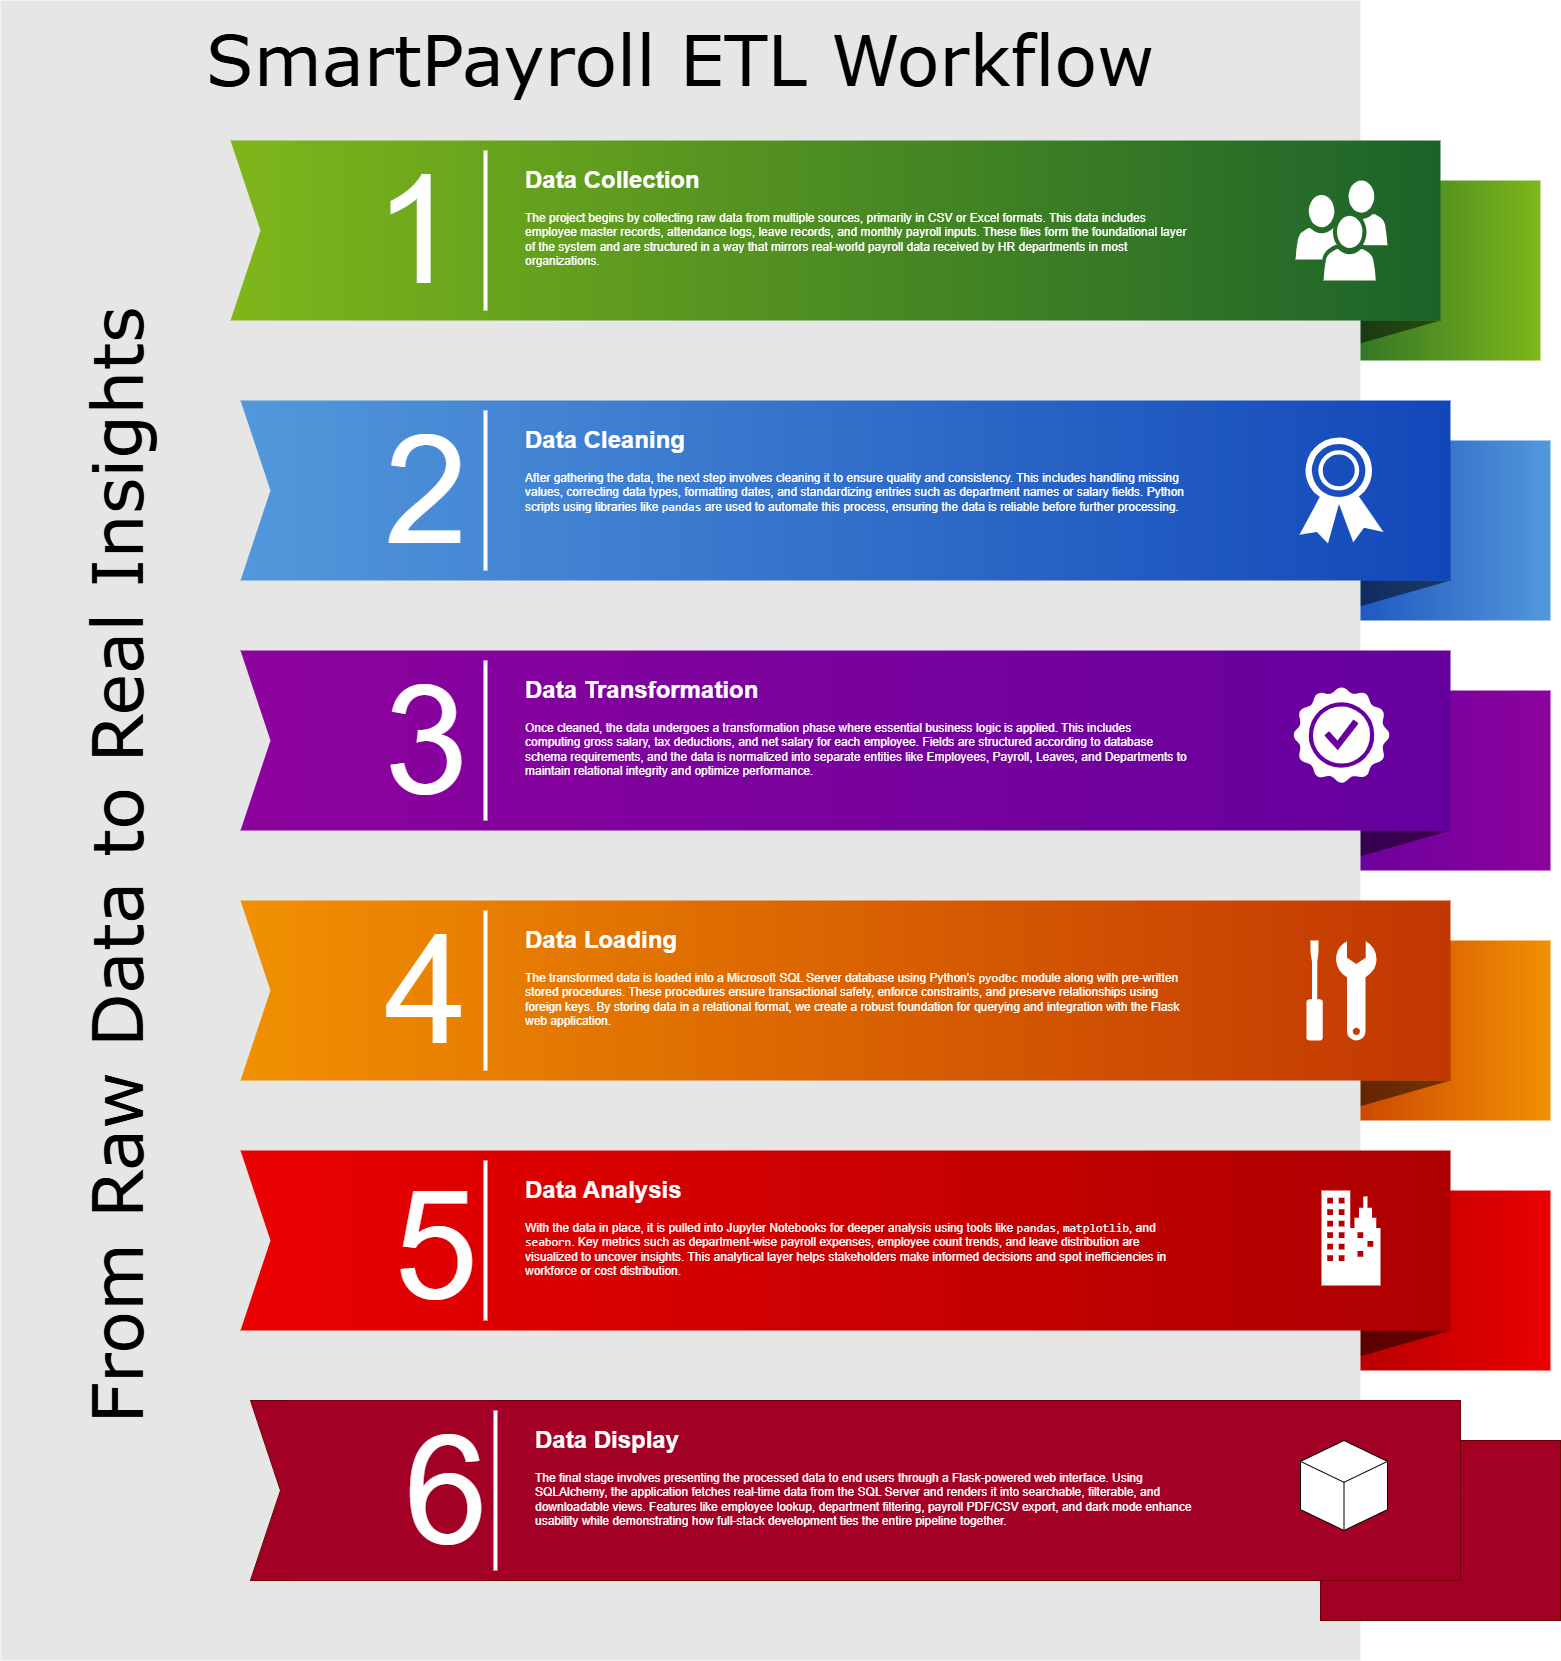 SmartPayroll ETL Workflow
From Raw Data to Real Insights
1
Data Collection
The project begins by collecting raw data from multiple sources, primarily in CSV or Excel formats. This data includes
employee master records, attendance logs, leave records, and monthly payroll inputs. These files form the foundational layer
of the system and are structured in a way that mirrors real-world payroll data received by HR departments in most
organizations.
2
Data Cleaning
After gathering the data, the next step involves cleaning it to ensure quality and consistency. This includes handling missing
values, correcting data types, formatting dates, and standardizing entries such as department names or salary fields. Python
scripts using libraries like pandas are used to automate this process, ensuring the data is reliable before further processing.
3
Data Transformation
Once cleaned, the data undergoes a transformation phase where essential business logic is applied. This includes
computing gross salary, tax deductions, and net salary for each employee. Fields are structured according to database
schema requirements, and the data is normalized into separate entities like Employees, Payroll, Leaves, and Departments to
maintain relational integrity and optimize performance.
4
Data Loading
The transformed data is loaded into a Microsoft SQL Server database using Python's pyodbc module along with pre-written
stored procedures. These procedures ensure transactional safety, enforce constraints, and preserve relationships using
foreign keys. By storing data in a relational format, we create a robust foundation for querying and integration with the Flask
web application.
5
Data Analysis
With the data in place, it is pulled into Jupyter Notebooks for deeper analysis using tools like pandas, matplotlib, and
seaborn. Key metrics such as department-wise payroll expenses, employee count trends, and leave distribution are
visualized to uncover insights. This analytical layer helps stakeholders make informed decisions and spot inefficiencies in
workforce or cost distribution.
6
Data Display
The final stage involves presenting the processed data to end users through a Flask-powered web interface. Using
SQLAlchemy, the application fetches real-time data from the SQL Server and renders it into searchable, filterable, and
downloadable views. Features like employee lookup, department filtering, payroll PDF/CSV export, and dark mode enhance
usability while demonstrating how full-stack development ties the entire pipeline together.